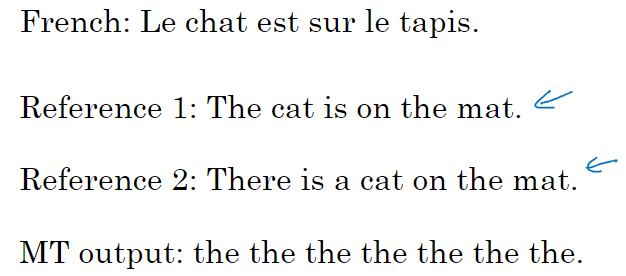 French: Le chat est sur le tapis.
Reference 1: The cat is on the mat.
Reference 2: There is a cat on the mat.
MT output: the the the the the the the.